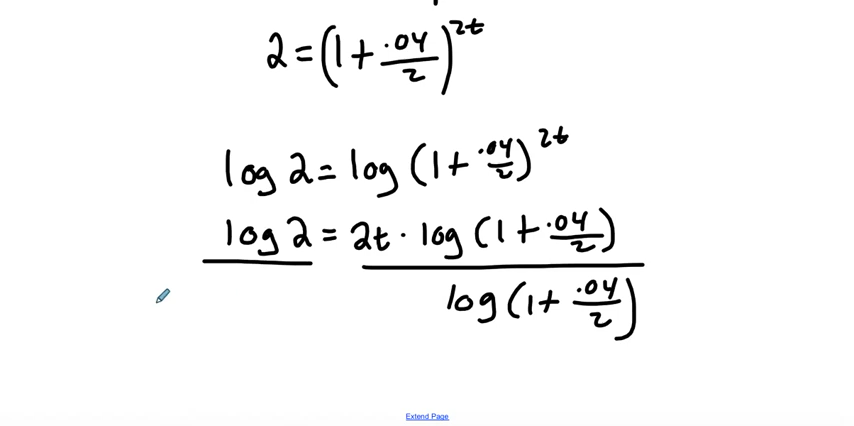 2 = (1 + .04/2)^2t
log 2 = log (1 + .04/2)^2t
log 2 = 2t · log (1 + .04/2)
log (1 + .04/2)
Extend Page